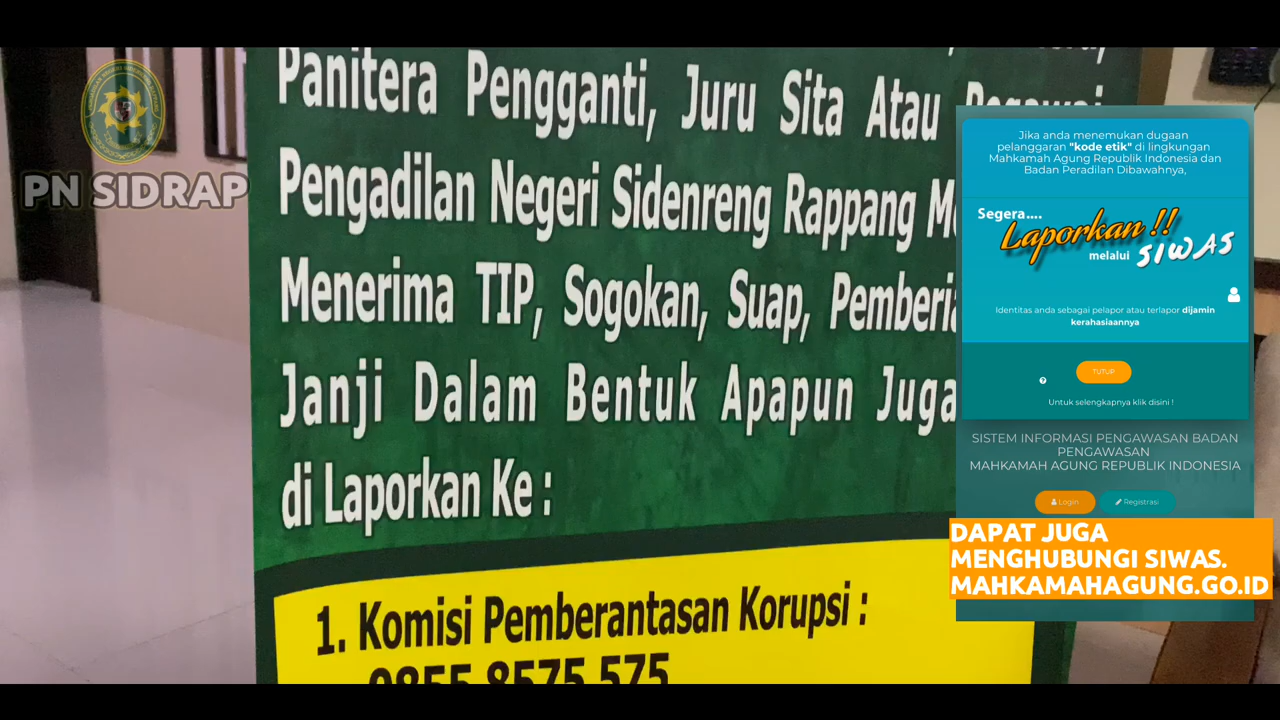 PN SIDRAP
Panitera Pengganti, Juru Sita Atau
Pengadilan Negeri Sidenreng Rappang
Menerima TIP, Sogokan, Suap,
Janji Dalam Bentuk Apapun Juga
di Laporkan Ke :
1. Komisi Pemberantasan Korupsi :
0855 8575 575
Jika anda menemukan dugaan
pelanggaran "kode etik" di lingkungan
Mahkamah Agung Republik Indonesia dan
Badan Peradilan Dibawahnya,
Segera....
Laporkan !!
melalui SIWAS
Identitas anda sebagai pelapor atau terlapor dijamin
kerahasiaannya
TUTUP
Untuk selengkapnya klik disini !
SISTEM INFORMASI PENGAWASAN BADAN
PENGAWASAN
MAHKAMAH AGUNG REPUBLIK INDONESIA
Login Registrasi
DAPAT JUGA
MENGHUBUNGI SIWAS.
MAHKAMAHAGUNG.GO.ID